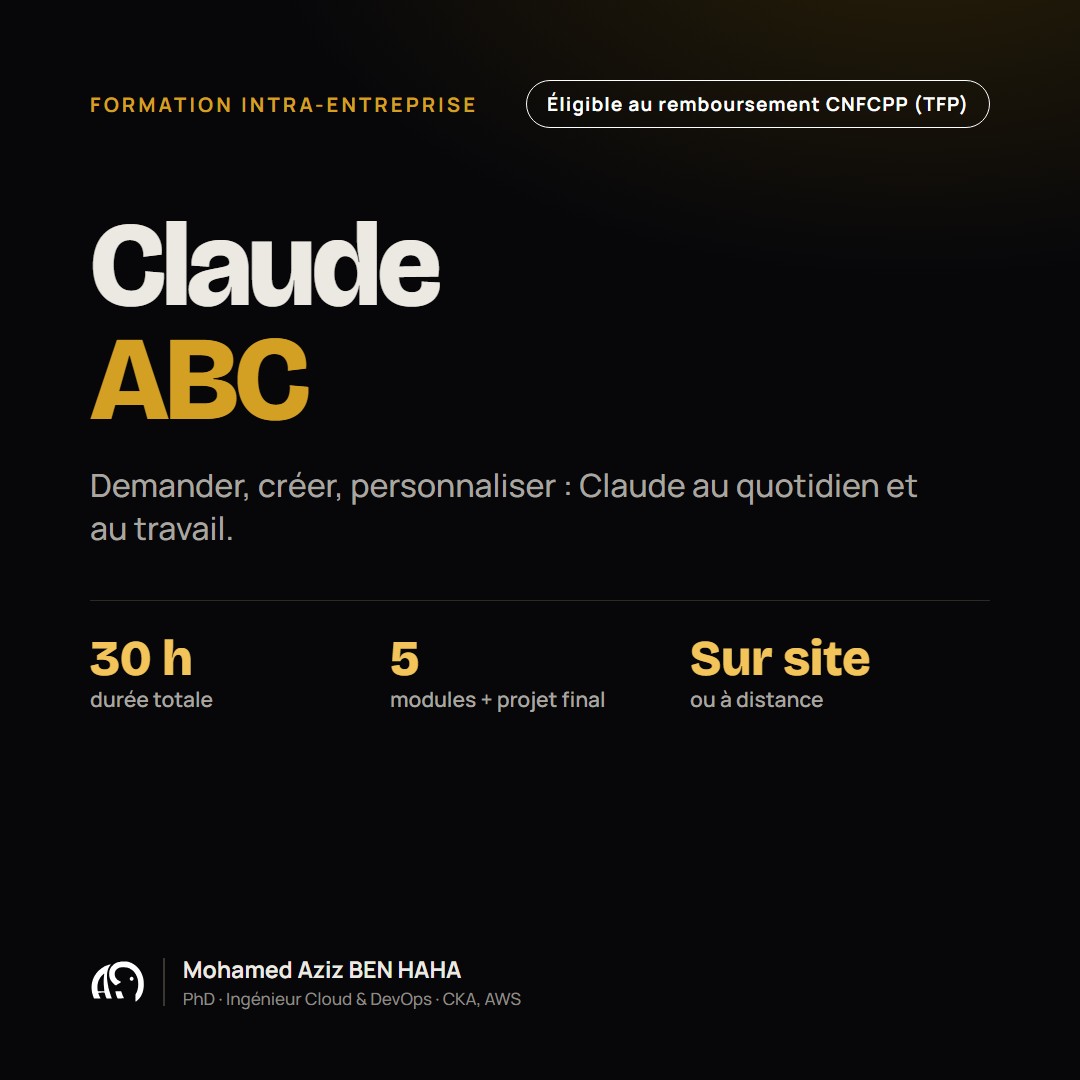 FORMATION INTRA-ENTREPRISE
Éligible au remboursement CNFCPP (TFP)
Claude
ABC
Demander, créer, personnaliser : Claude au quotidien et
au travail.
30 h
durée totale
5
modules + projet final
Sur site
ou à distance
Mohamed Aziz BEN HAHA
PhD · Ingénieur Cloud & DevOps · CKA, AWS